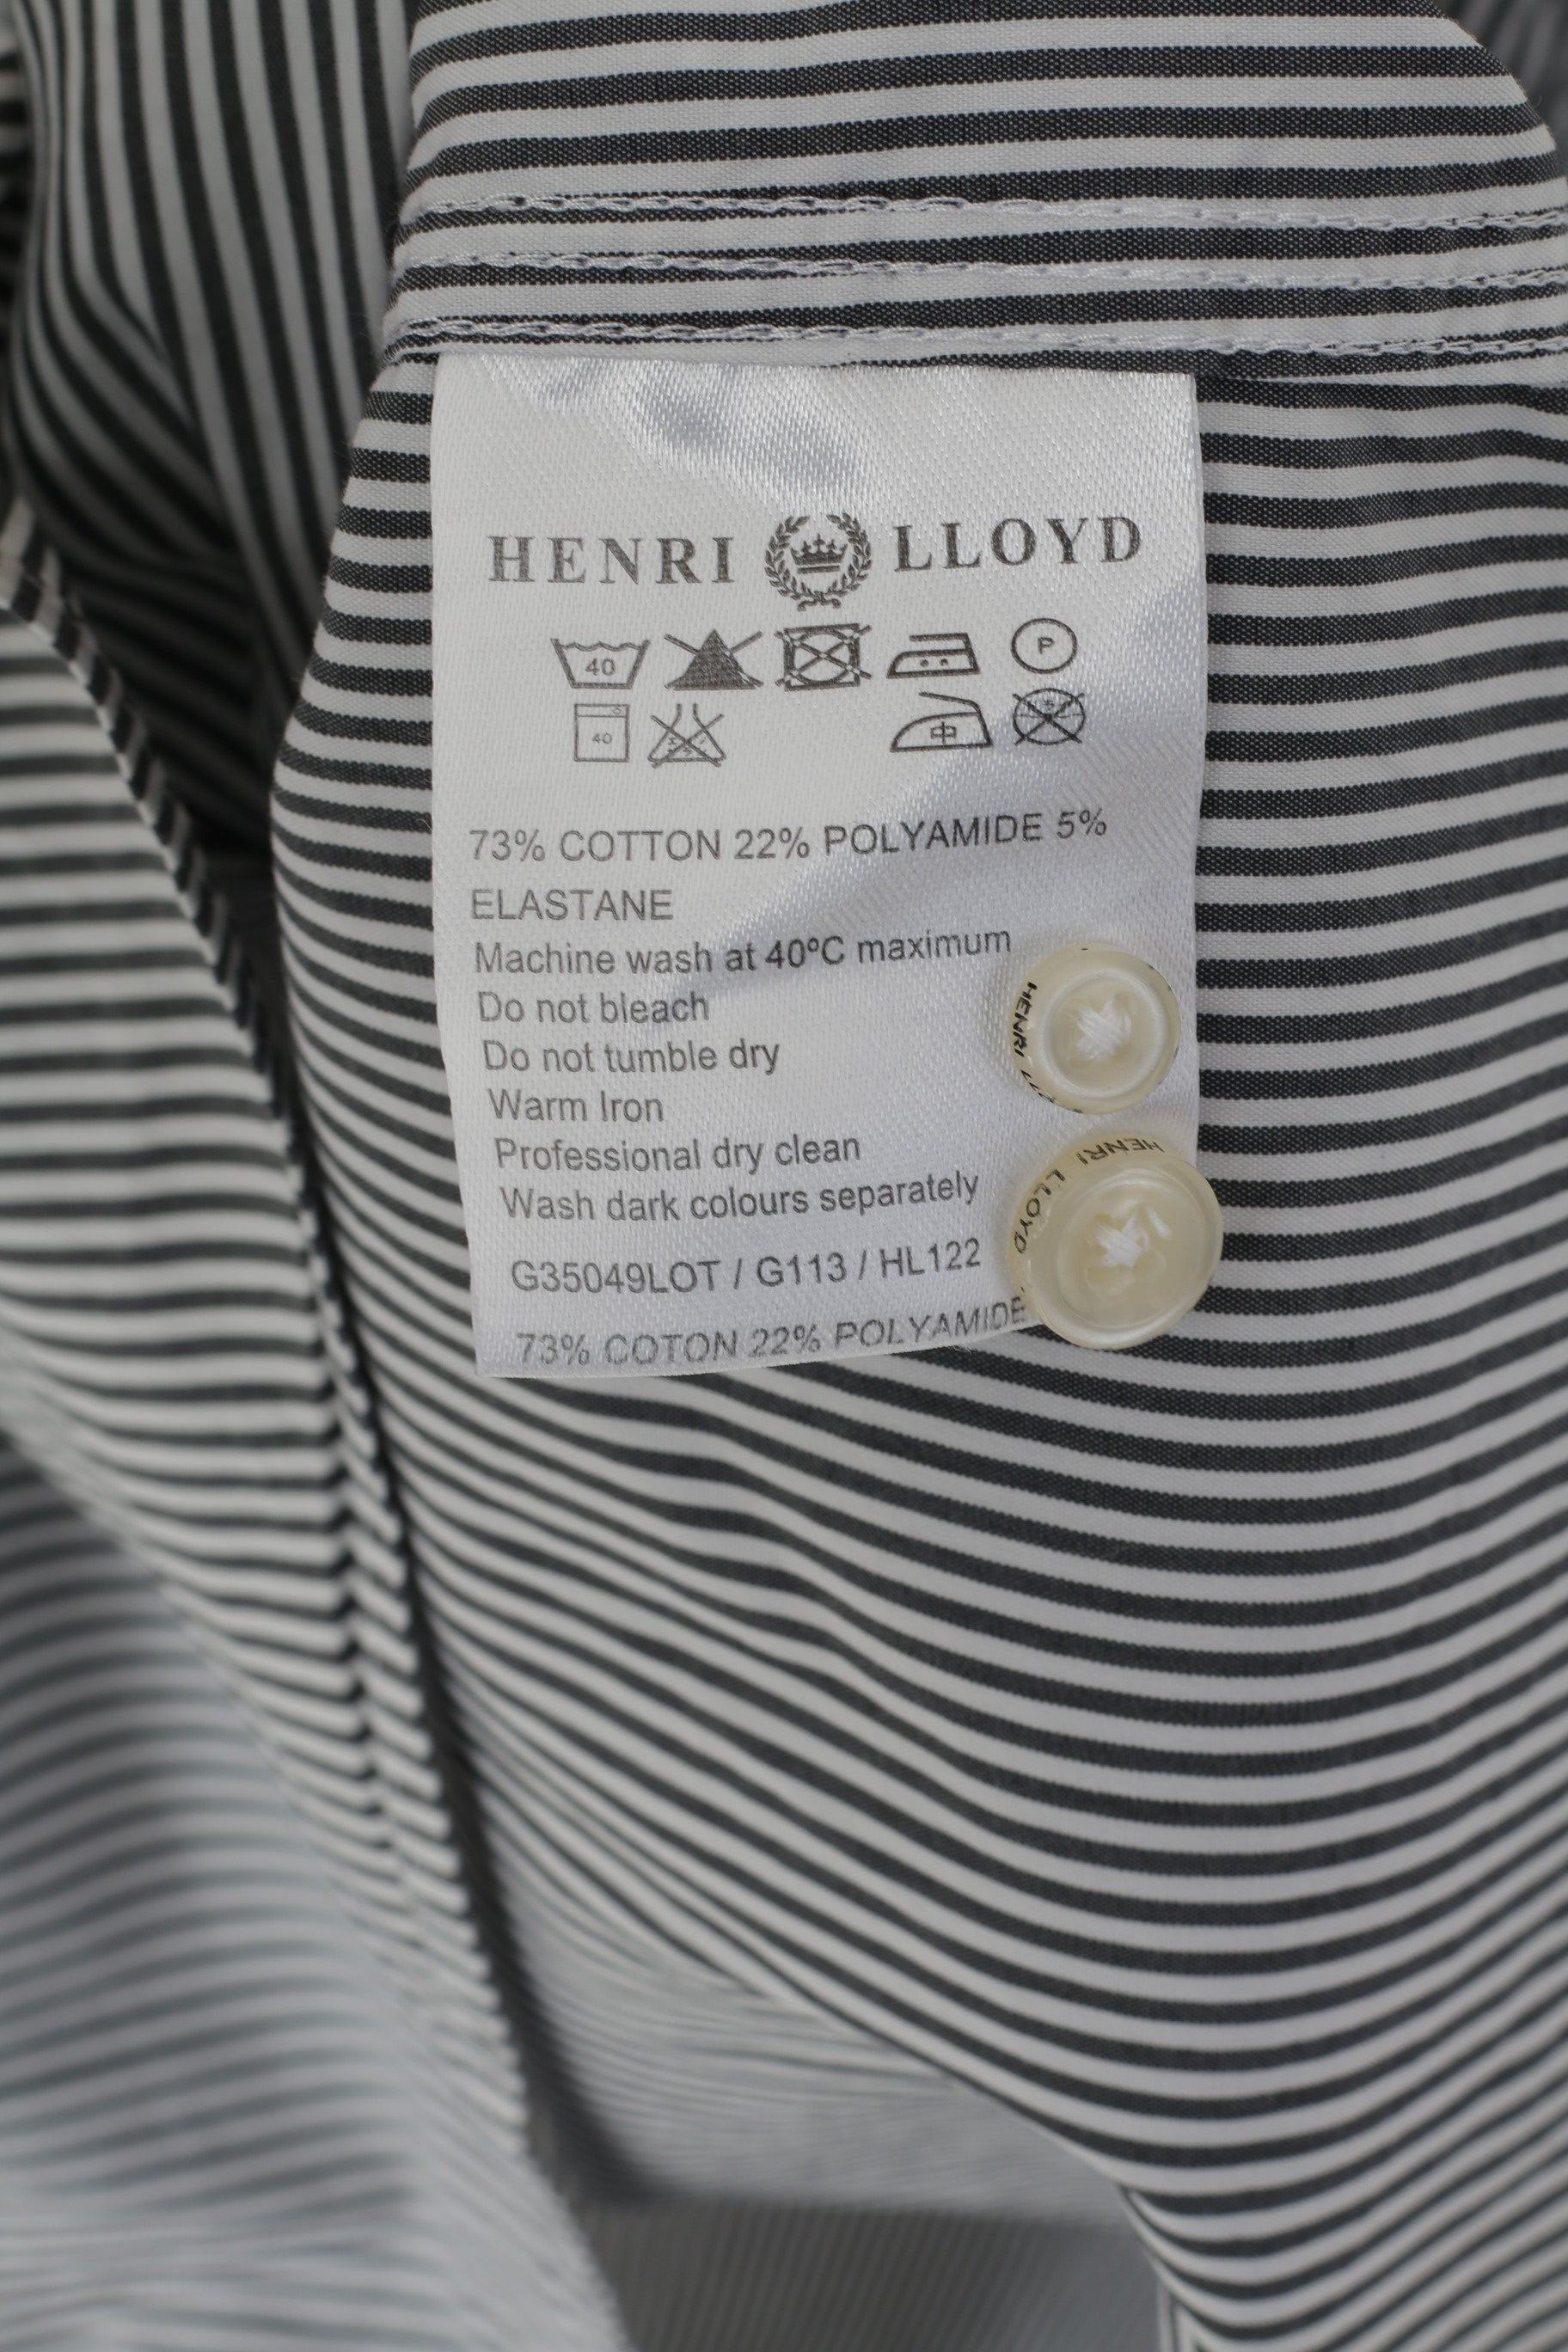 HENRI LLOYD
40 P
40 中
73% COTTON 22% POLYAMIDE 5%
ELASTANE
Machine wash at 40ºC maximum
Do not bleach
Do not tumble dry
Warm Iron
Professional dry clean
Wash dark colours separately
G35049LOT / G113 / HL122
73% COTON 22% POLYAMIDE
HENRI
HENRI LLOYD